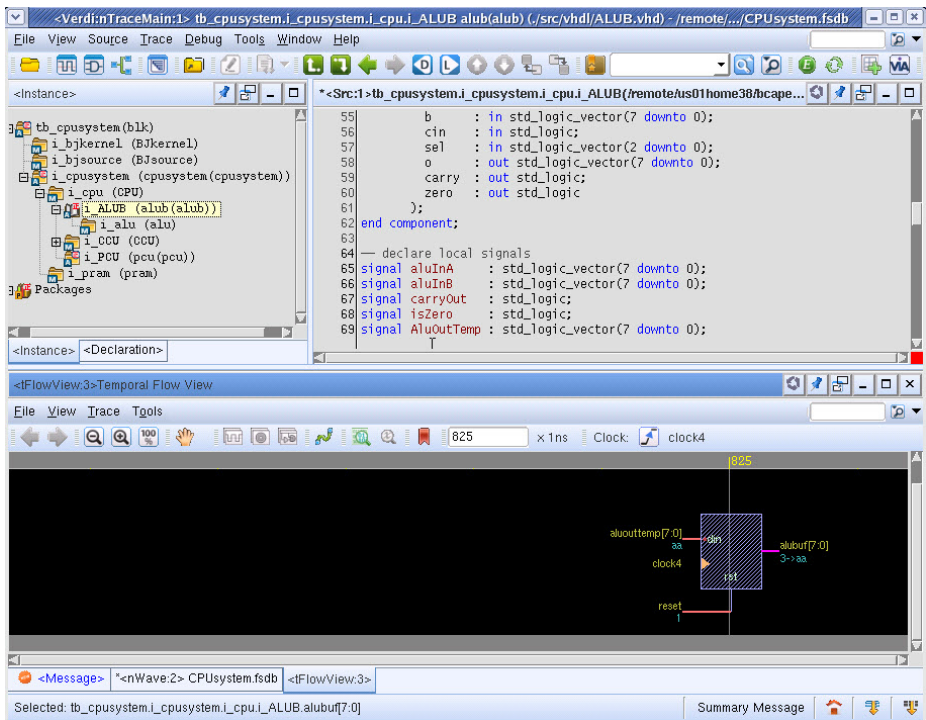 <Verdi:nTraceMain:1> tb_cpusystem.i_cpusystem.i_cpu.i_ALUB alub(alub) (./src/vhdl/ALUB.vhd) - /remote/.../CPUsystem.fsdb
File View Source Trace Debug Tools Window Help
<Instance>
*<Src:1>tb_cpusystem.i_cpusystem.i_cpu.i_ALUB(/remote/us01home38/bcape...
tb_cpusystem(blk)
i_bjkernel (BJkernel)
i_bjsource (BJsource)
i_cpusystem (cpusystem(cpusystem))
i_cpu (CPU)
i_ALUB (alub(alub))
i_alu (alu)
i_CCU (CCU)
i_PCU (pcu(pcu))
i_pram (pram)
Packages
<Instance> <Declaration>
55 b : in std_logic_vector(7 downto 0);
56 cin : in std_logic;
57 sel : in std_logic_vector(2 downto 0);
58 o : out std_logic_vector(7 downto 0);
59 carry : out std_logic;
60 zero : out std_logic
61 );
62 end component;
63
64 -- declare local signals
65 signal aluInA : std_logic_vector(7 downto 0);
66 signal aluInB : std_logic_vector(7 downto 0);
67 signal carryOut : std_logic;
68 signal isZero : std_logic;
69 signal AluOutTemp : std_logic_vector(7 downto 0);
<tFlowView:3>Temporal Flow View
File View Trace Tools
100% 825 x 1ns Clock: clock4
825
aluouttemp[7:0]
aa
din
alubuf[7:0]
3->aa
clock4
rst
reset
1
<Message> *<nWave:2> CPUsystem.fsdb <tFlowView:3>
Selected: tb_cpusystem.i_cpusystem.i_cpu.i_ALUB.alubuf[7:0]
Summary Message